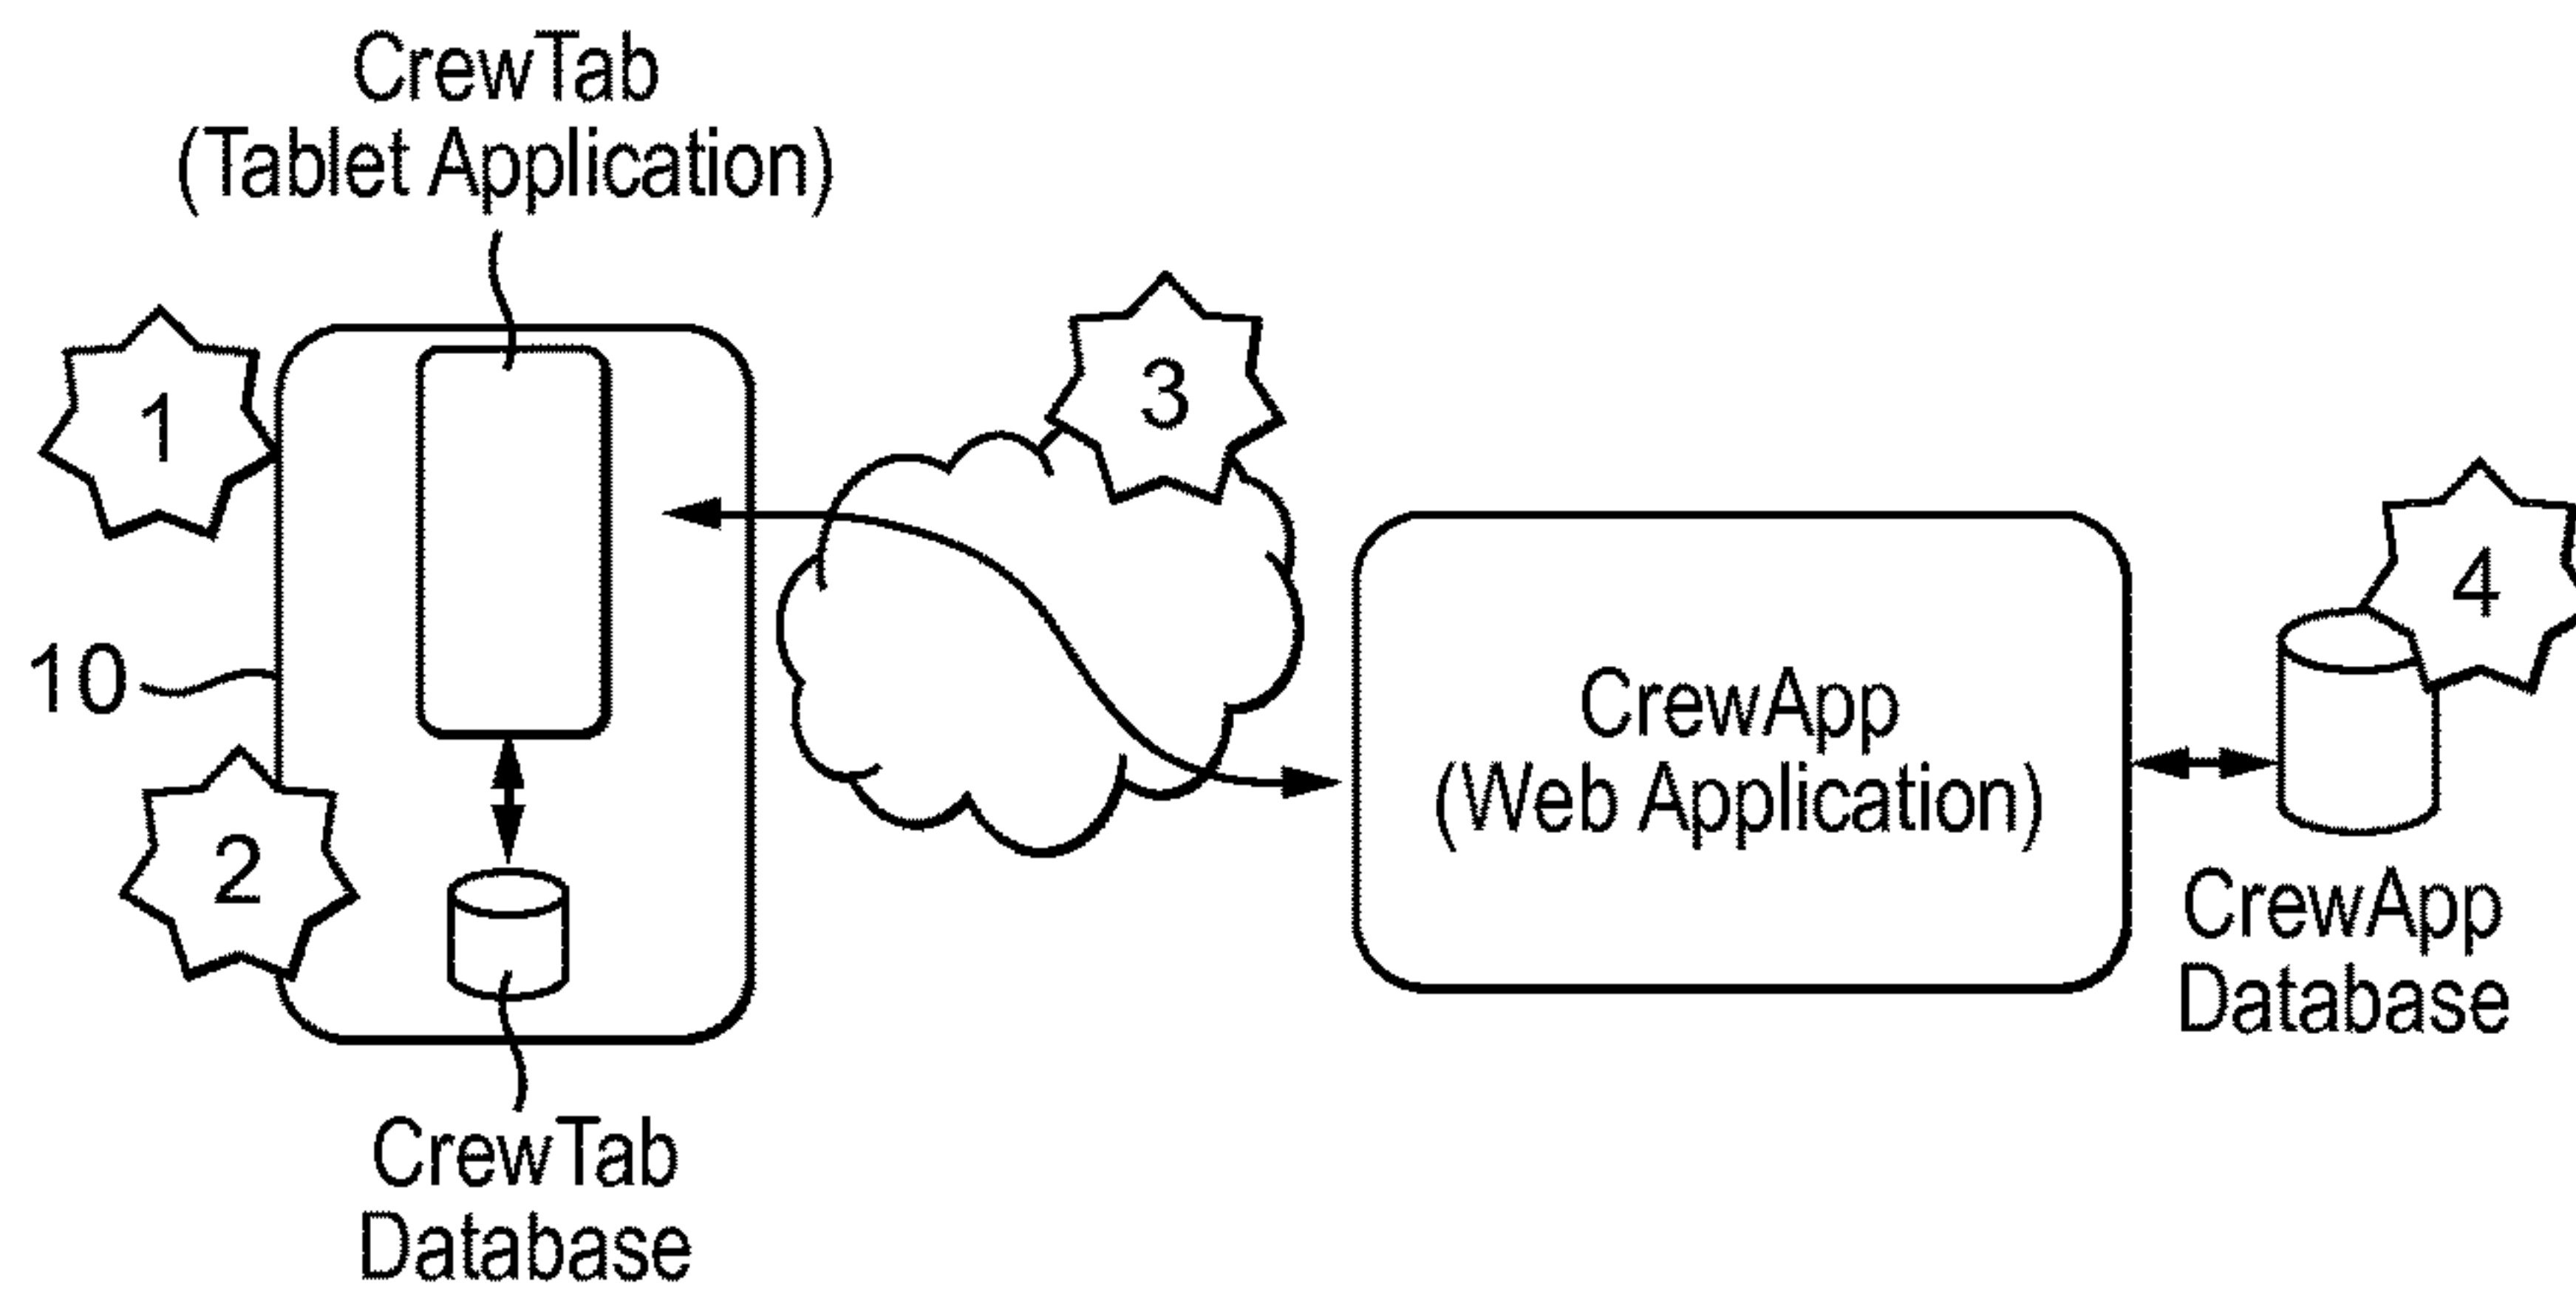 CrewTab
(Tablet Application)
1
3
4
10
2
CrewApp
(Web Application)
CrewApp
Database
CrewTab
Database